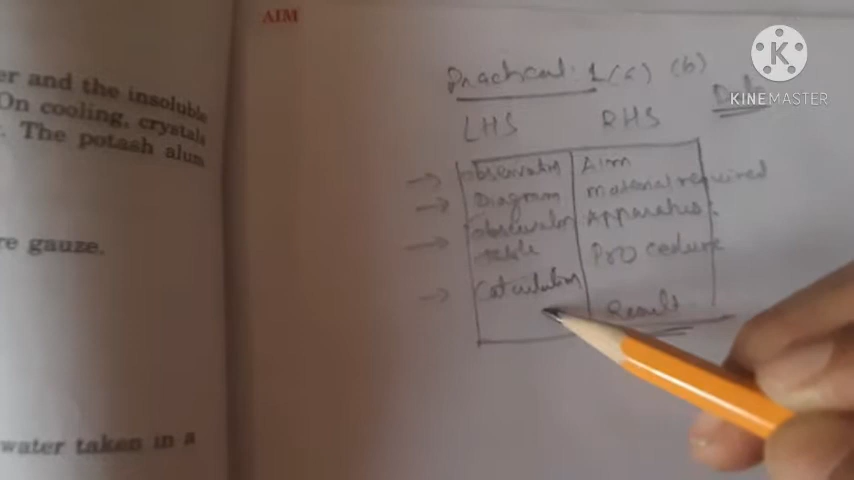 AIM
er and the insoluble
On cooling, crystals
. The potash alum
re gauze.
water taken in a
Practical: 1 (a) (b)
Date
LHS RHS
Observation Aim
Diagram Material required
Observation Apparatus:
table Procedure
Calculation
Result
KINEMASTER